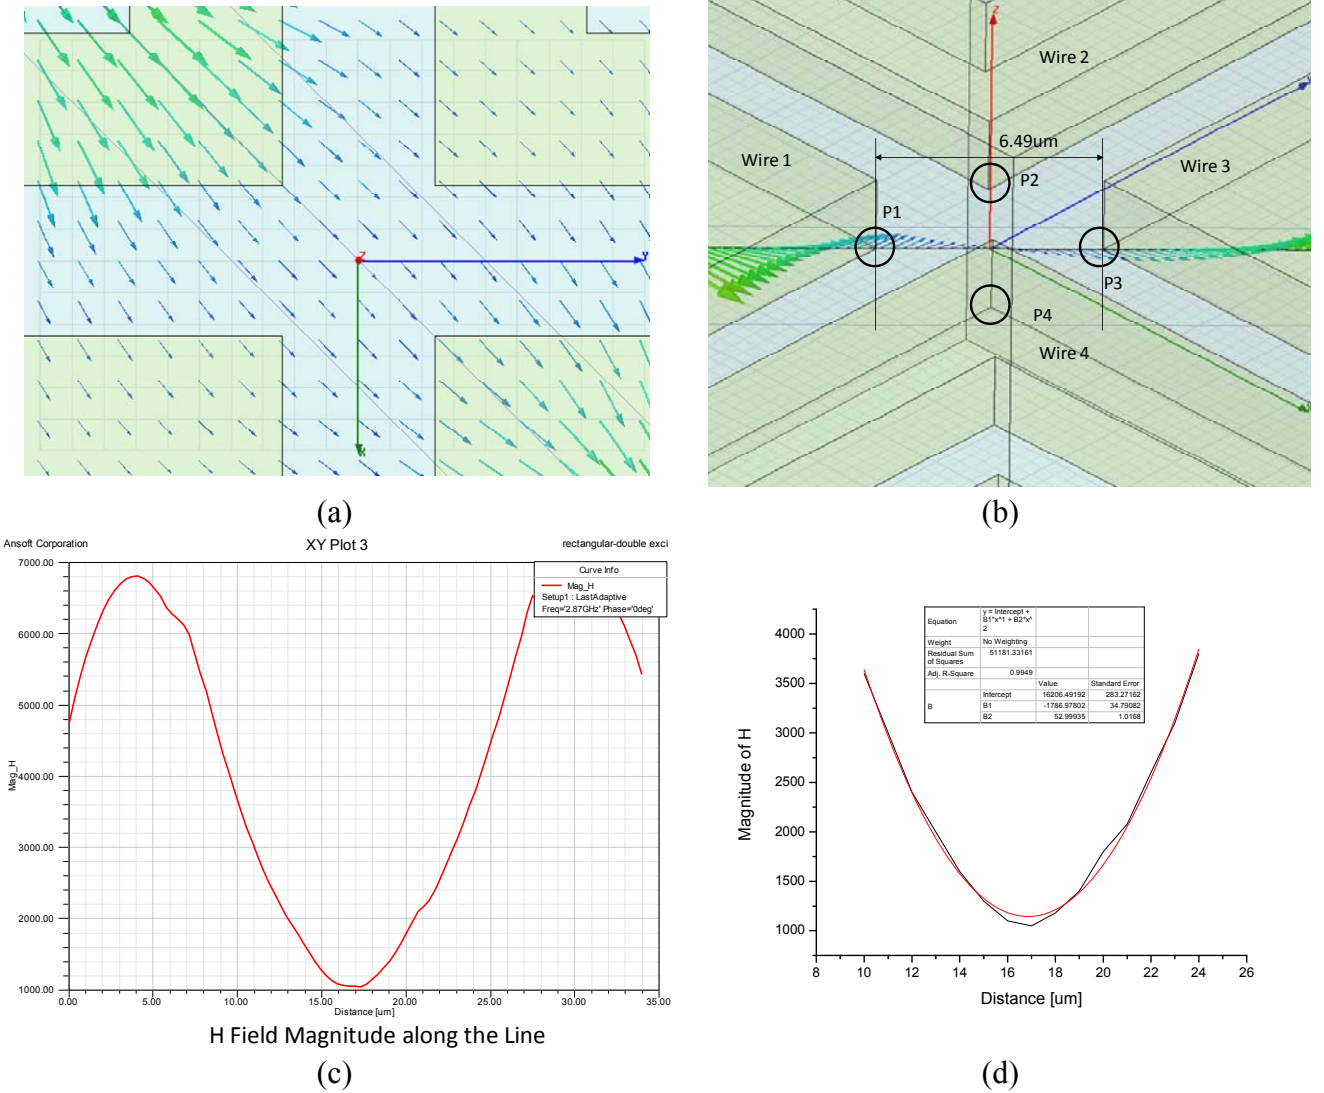 Z
Y
X
(a)
Z
Wire 2
6.49um
Wire 1
Wire 3
P2
P1
P3
P4
Wire 4
(b)
Ansoft Corporation
XY Plot 3
rectangular-double exci
7000.00
Curve Info
Mag_H
Setup1 : LastAdaptive
Freq='2.87GHz' Phase='0deg'
6000.00
5000.00
4000.00
3000.00
2000.00
1000.00
Mag_H
0.00
5.00
10.00
15.00
20.00
25.00
30.00
35.00
Distance [um]
H Field Magnitude along the Line
(c)
Equation
y = Intercept +
B1*x^1 + B2*x^
2
Weight
No Weighting
Residual Sum
of Squares
51181.33161
Adj. R-Square
0.9949
Value
Standard Error
B
Intercept
16206.49192
283.27162
B1
-1786.97802
34.79082
B2
52.99935
1.0168
4000
3500
3000
2500
2000
1500
1000
Magnitude of H
8
10
12
14
16
18
20
22
24
26
Distance [um]
(d)